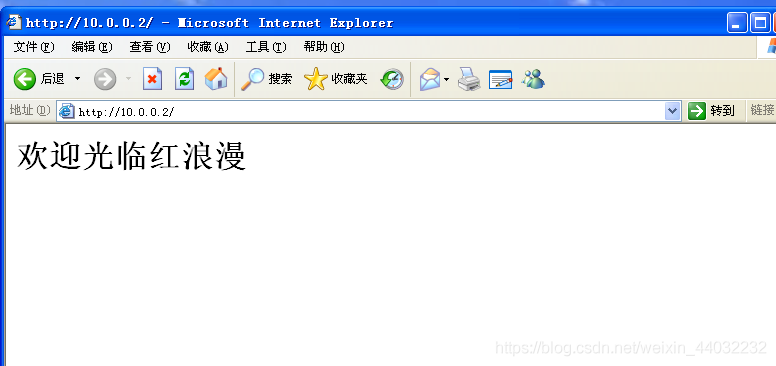 http://10.0.0.2/ - Microsoft Internet Explorer
文件(F) 编辑(E) 查看(V) 收藏(A) 工具(T) 帮助(H)
后退 搜索 收藏夹
地址(D) http://10.0.0.2/ 转到 链接
欢迎光临红浪漫
https://blog.csdn.net/weixin_44032232